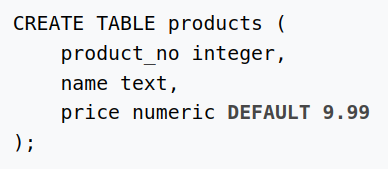 CREATE TABLE products (
    product_no integer,
    name text,
    price numeric DEFAULT 9.99
);